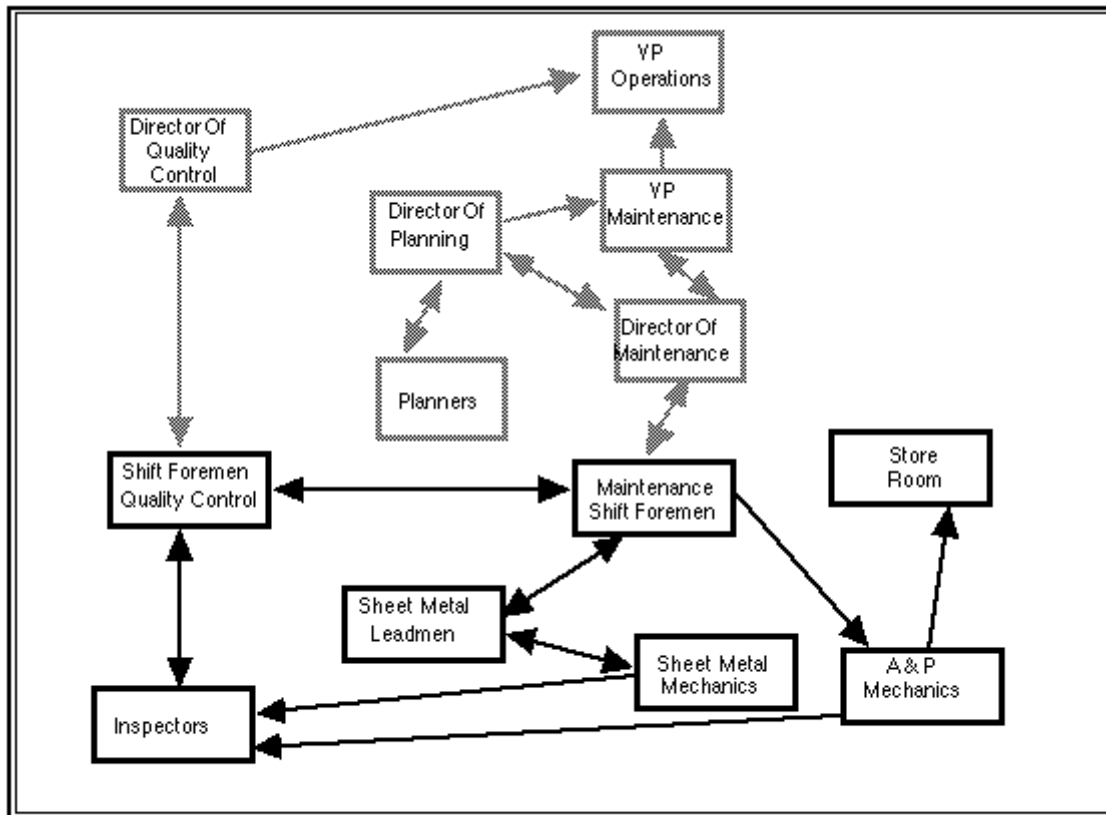 VP
Operations
Director Of
Quality
Control
VP
Maintenance
Director Of
Planning
Director Of
Maintenance
Planners
Shift Foremen
Quality Control
Maintenance
Shift Foremen
Store
Room
Sheet Metal
Leadmen
Sheet Metal
Mechanics
A & P
Mechanics
Inspectors